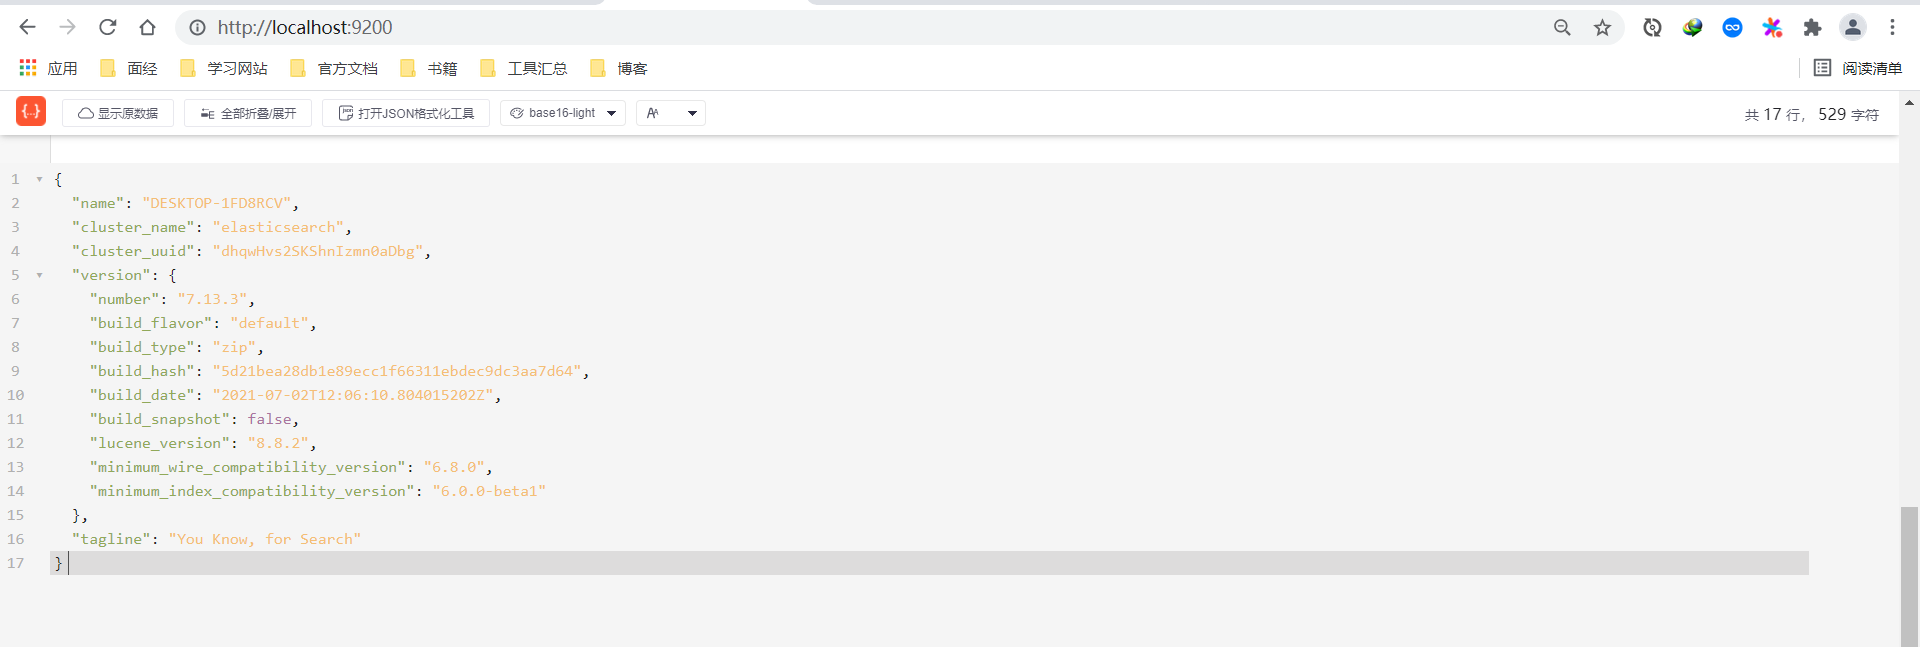 http://localhost:9200
应用 面经 学习网站 官方文档 书籍 工具汇总 博客 阅读清单
{..} 显示原数据 全部折叠/展开 打开JSON格式化工具 base16-light AA 共 17 行， 529 字符
1 {
2 "name": "DESKTOP-1FD8RCV",
3 "cluster_name": "elasticsearch",
4 "cluster_uuid": "dhqwHvs2SKShnIzmn0aDbg",
5 "version": {
6 "number": "7.13.3",
7 "build_flavor": "default",
8 "build_type": "zip",
9 "build_hash": "5d21bea28db1e89ecc1f66311ebdec9dc3aa7d64",
10 "build_date": "2021-07-02T12:06:10.804015202Z",
11 "build_snapshot": false,
12 "lucene_version": "8.8.2",
13 "minimum_wire_compatibility_version": "6.8.0",
14 "minimum_index_compatibility_version": "6.0.0-beta1"
15 },
16 "tagline": "You Know, for Search"
17 }